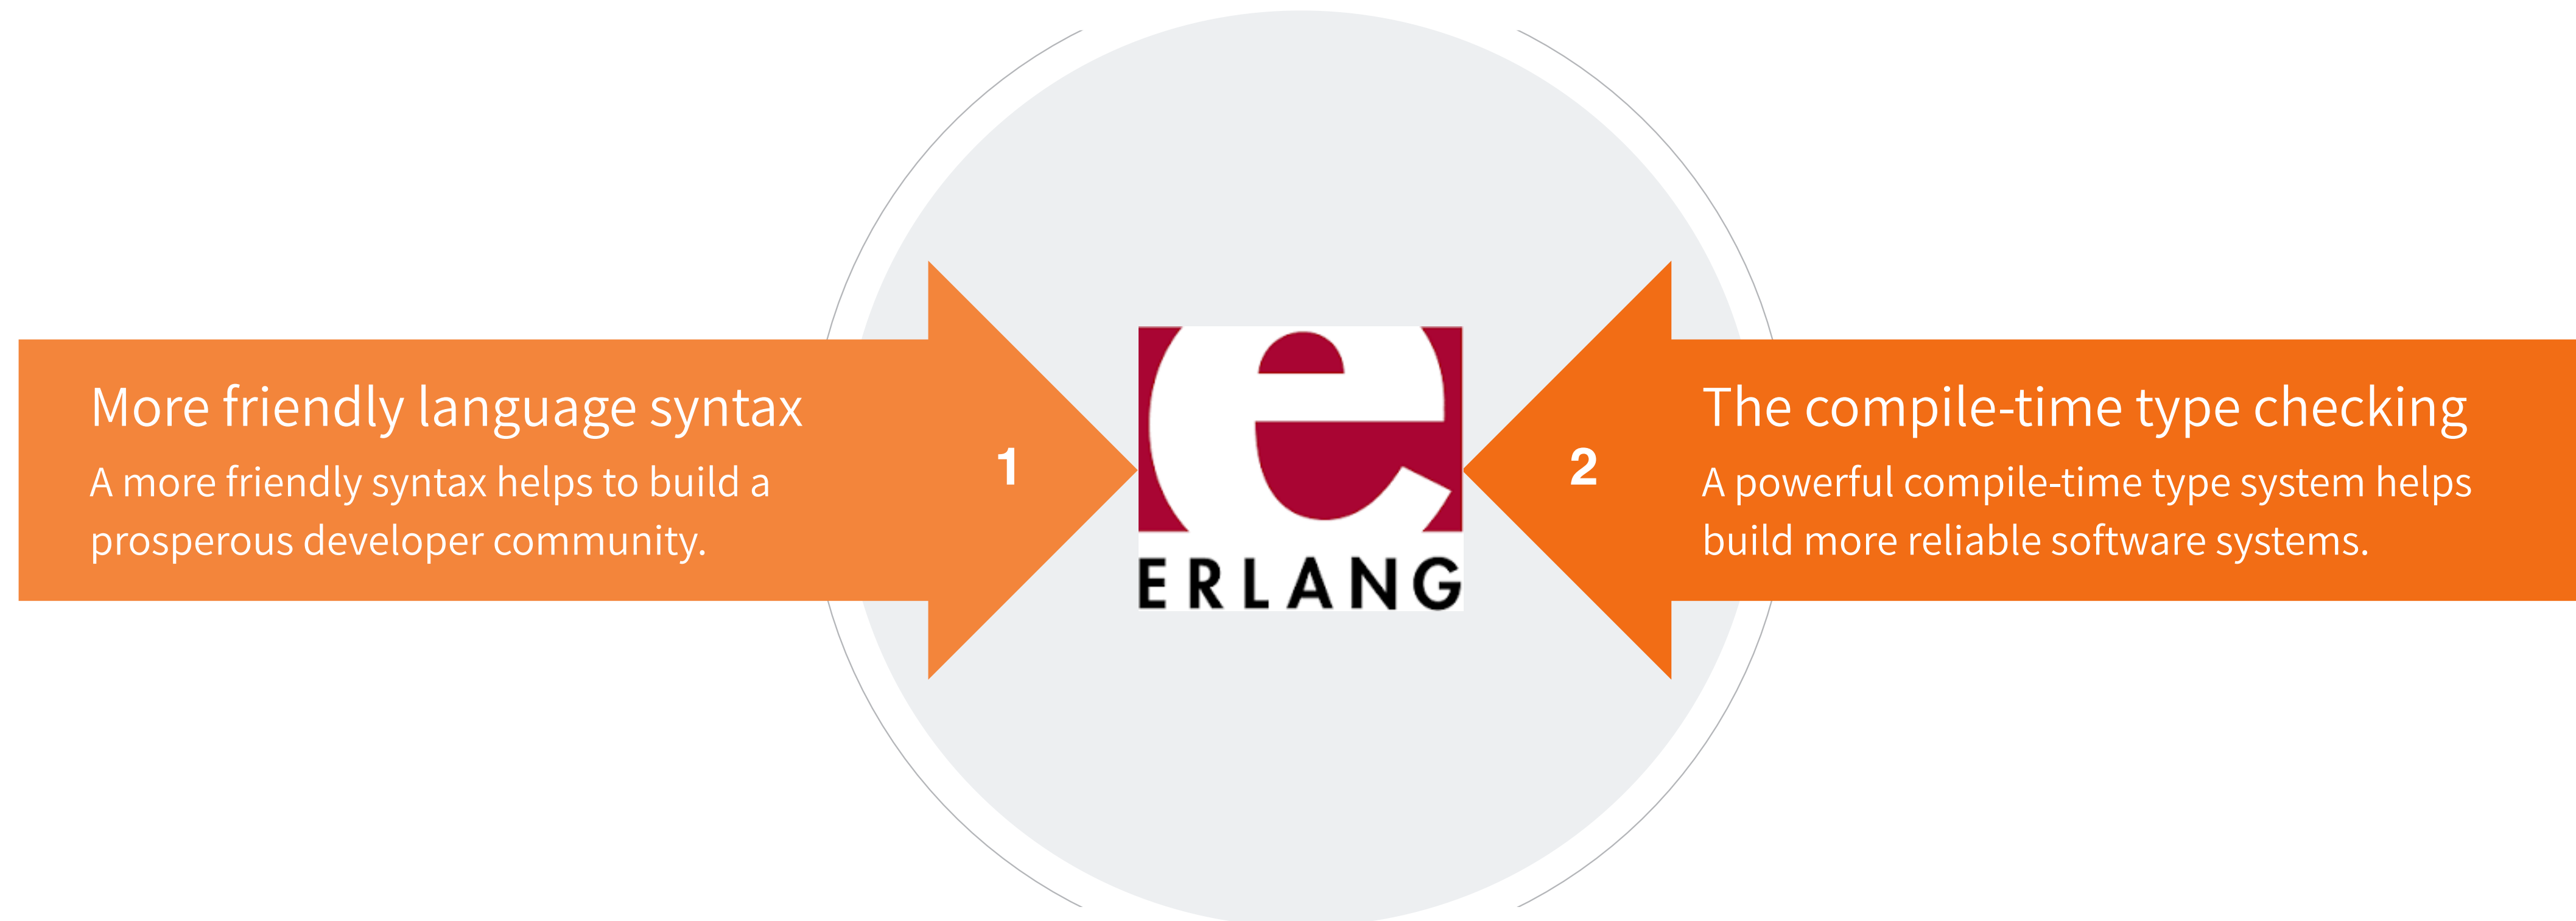 More friendly language syntax
A more friendly syntax helps to build a
prosperous developer community.
1
e
ERLANG
2
The compile-time type checking
A powerful compile-time type system helps
build more reliable software systems.